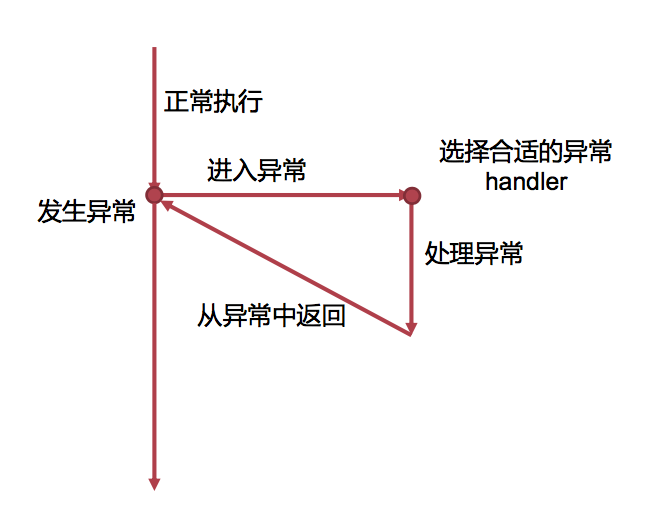 正常执行
进入异常
选择合适的异常
handler
发生异常
处理异常
从异常中返回